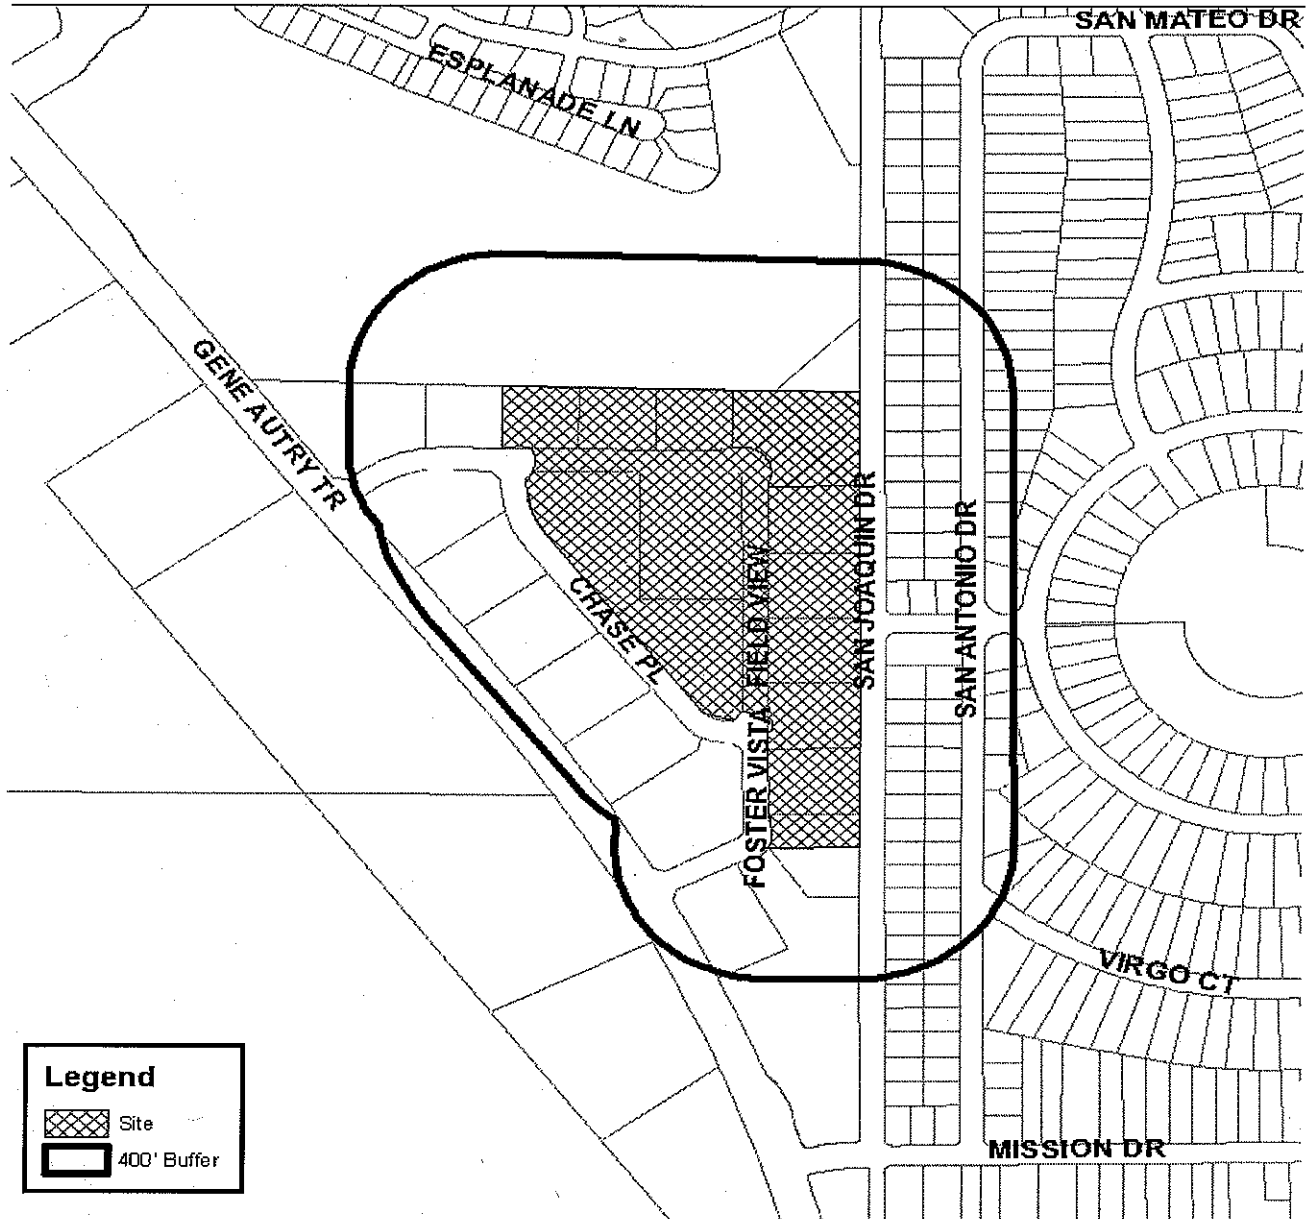 SAN MATEO DR
ESPLANADE LN
GENE AUTRY TR
CHASE PL
FOSTER VISTA FIELD VIEW
SAN JOAQUIN DR
SAN ANTONIO DR
VIRGO CT
MISSION DR
Legend
Site
400' Buffer